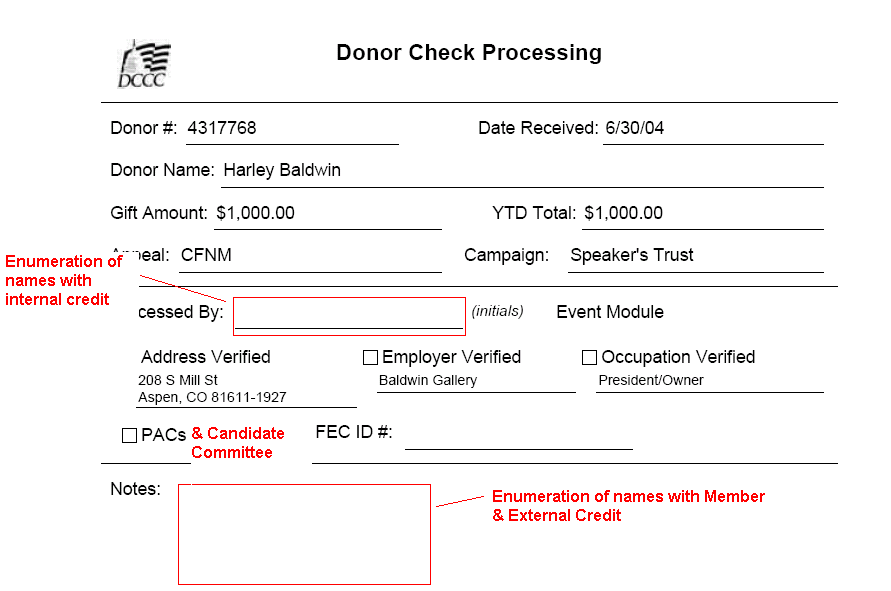 DCCC
Donor Check Processing
Donor #: 4317768 Date Received: 6/30/04
Donor Name: Harley Baldwin
Gift Amount: $1,000.00 YTD Total: $1,000.00
CFNM Campaign: Speaker's Trust
Enumeration of
names with
internal credit
cessed By: (initials) Event Module
Address Verified Employer Verified Occupation Verified
208 S Mill St Baldwin Gallery President/Owner
Aspen, CO 81611-1927
PACs & Candidate FEC ID #:
Committee
Notes:
Enumeration of names with Member
& External Credit